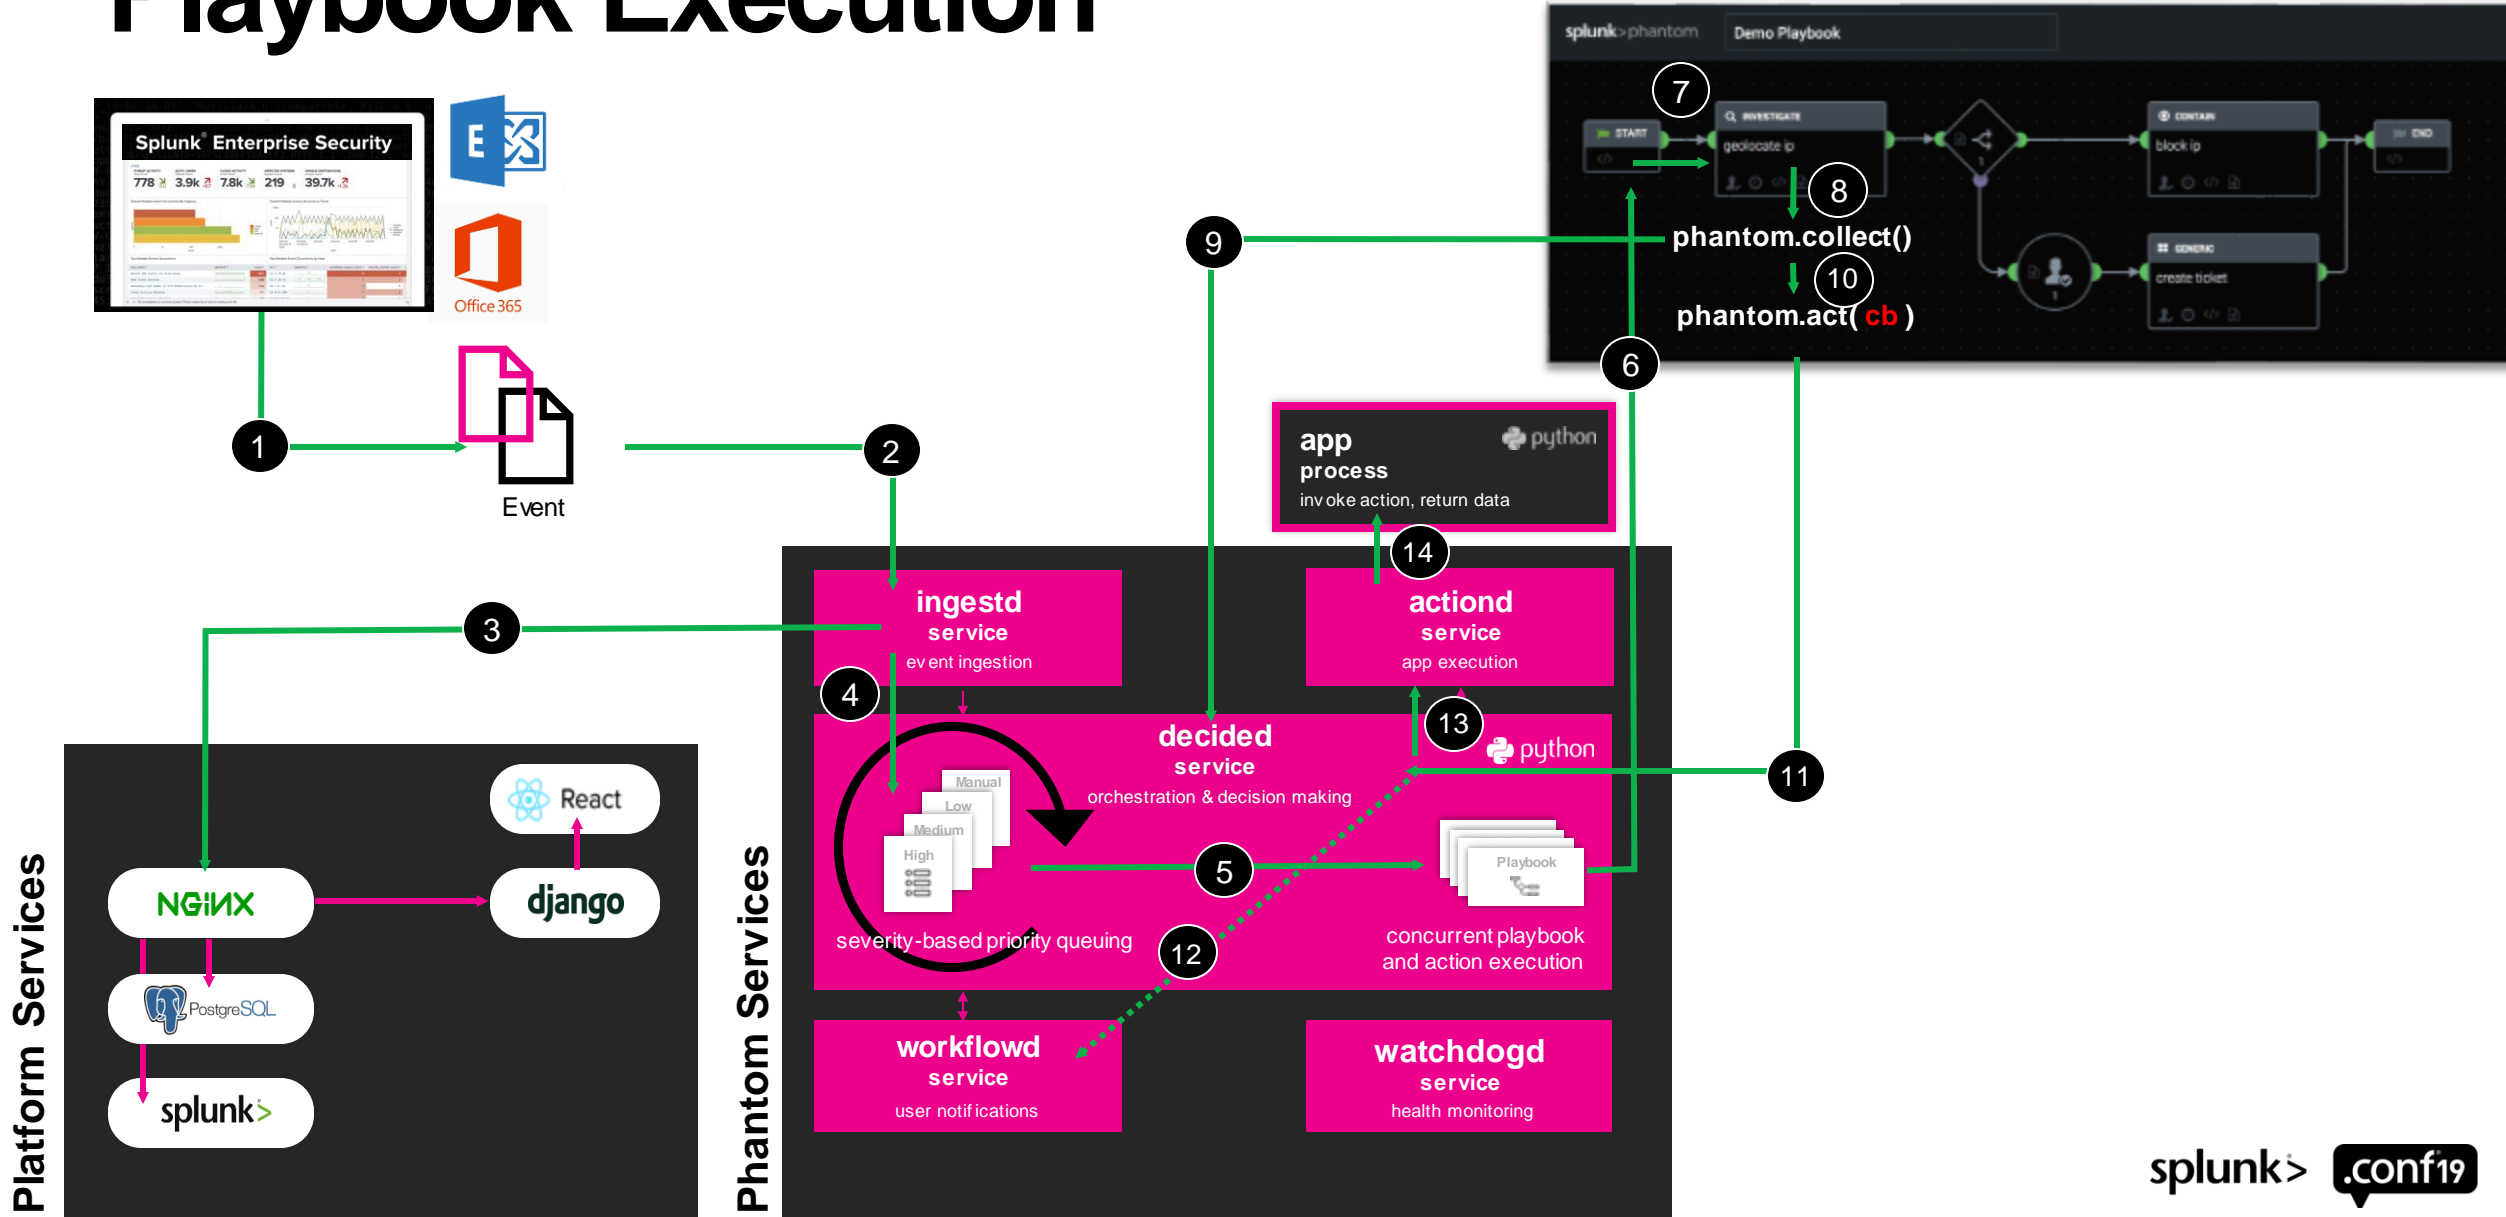 Playbook Execution
splunk>phantom
Demo Playbook
7
INVESTIGATE
CONTAIN
START
geolocate ip
1
block ip
END
8
9
phantom.collect()
GENERIC
create ticket
1
10
phantom.act( cb )
6
Splunk® Enterprise Security
778
3.9k
7.8k
219
39.7k
E
Office 365
1
Event
2
app
process
invoke action, return data
python
14
3
ingestd
service
event ingestion
actiond
service
app execution
4
13
decided
service
orchestration & decision making
python
11
Manual
Low
Medium
High
5
Playbook
severity-based priority queuing
12
concurrent playbook
and action execution
workflowd
service
user notifications
watchdogd
service
health monitoring
Phantom Services
Platform Services
React
NGINX
django
PostgreSQL
splunk>
splunk>
.conf19